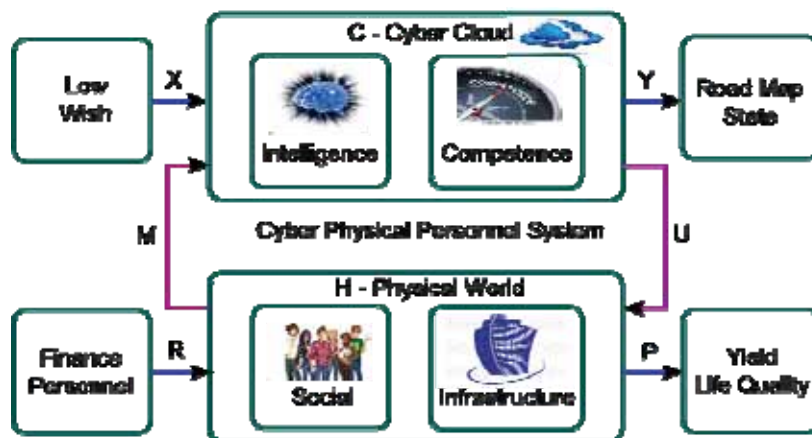 C - Cyber Cloud
Low
Wish
X
Intelligence
Competence
Y
Road Map
State
M
Cyber Physical Personnel System
U
H - Physical World
Finance
Personnel
R
Social
Infrastructure
P
Yield
Life Quality